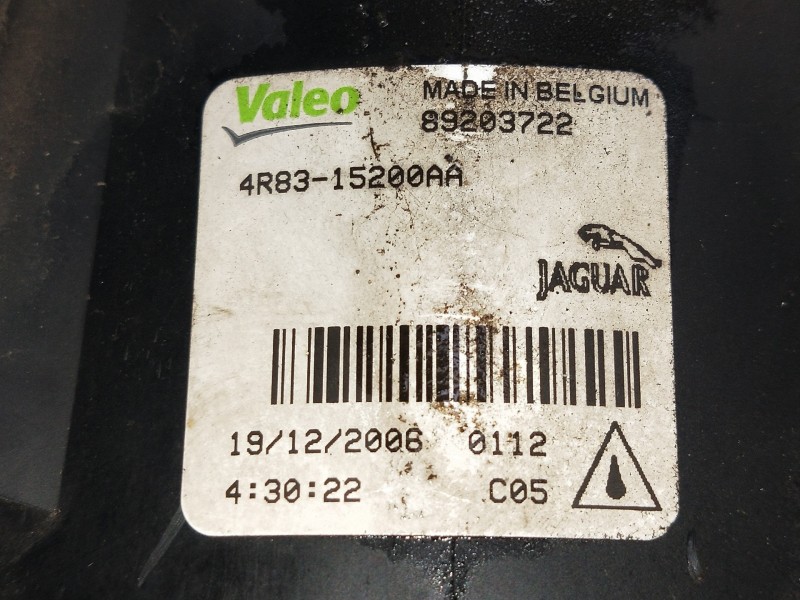 Valeo
MADE IN BELGIUM
89203722
4R83-15200AA
JAGUAR
19/12/2006 0112
4:30:22 C05